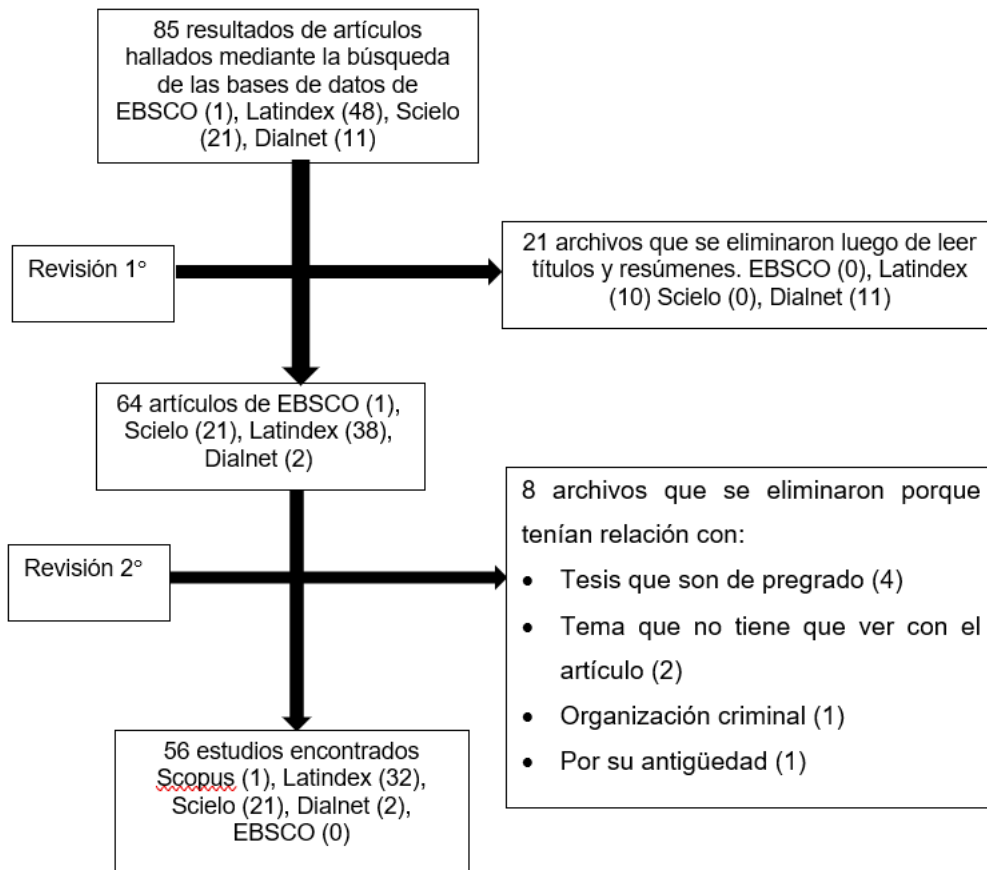 85 resultados de artículos
hallados mediante la búsqueda
de las bases de datos de
EBSCO (1), Latindex (48), Scielo
(21), Dialnet (11)
Revisión 1°
21 archivos que se eliminaron luego de leer
títulos y resúmenes. EBSCO (0), Latindex
(10) Scielo (0), Dialnet (11)
64 artículos de EBSCO (1),
Scielo (21), Latindex (38),
Dialnet (2)
Revisión 2°
8 archivos que se eliminaron porque
tenían relación con:
• Tesis que son de pregrado (4)
• Tema que no tiene que ver con el
artículo (2)
• Organización criminal (1)
• Por su antigüedad (1)
56 estudios encontrados
Scopus (1), Latindex (32),
Scielo (21), Dialnet (2),
EBSCO (0)